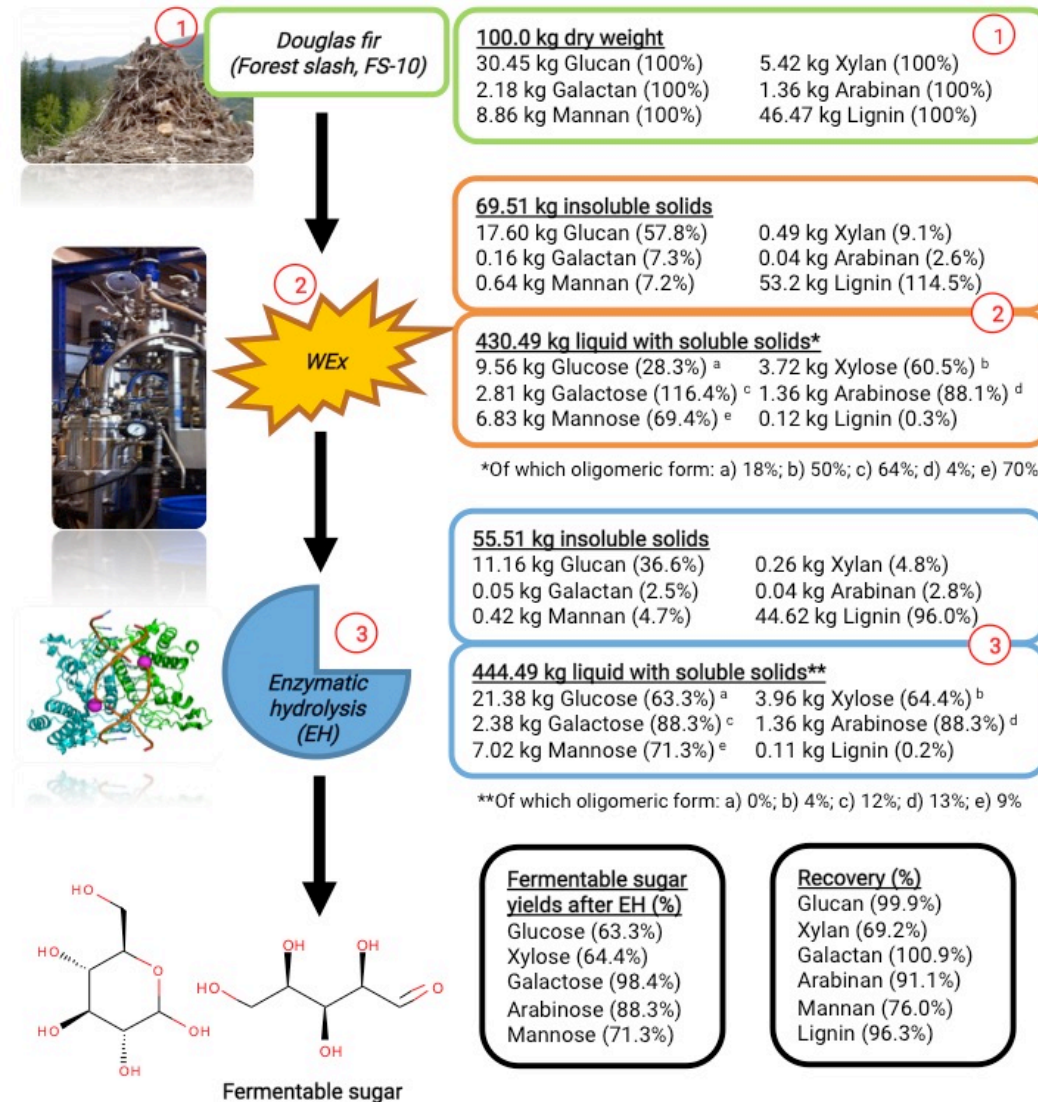 1
Douglas fir
(Forest slash, FS-10)
1
100.0 kg dry weight
30.45 kg Glucan (100%) 5.42 kg Xylan (100%)
2.18 kg Galactan (100%) 1.36 kg Arabinan (100%)
8.86 kg Mannan (100%) 46.47 kg Lignin (100%)
69.51 kg insoluble solids
17.60 kg Glucan (57.8%) 0.49 kg Xylan (9.1%)
0.16 kg Galactan (7.3%) 0.04 kg Arabinan (2.6%)
0.64 kg Mannan (7.2%) 53.2 kg Lignin (114.5%)
2
WEx
2
430.49 kg liquid with soluble solids*
9.56 kg Glucose (28.3%) a 3.72 kg Xylose (60.5%) b
2.81 kg Galactose (116.4%) c 1.36 kg Arabinose (88.1%) d
6.83 kg Mannose (69.4%) e 0.12 kg Lignin (0.3%)
*Of which oligomeric form: a) 18%; b) 50%; c) 64%; d) 4%; e) 70%
55.51 kg insoluble solids
11.16 kg Glucan (36.6%) 0.26 kg Xylan (4.8%)
0.05 kg Galactan (2.5%) 0.04 kg Arabinan (2.8%)
0.42 kg Mannan (4.7%) 44.62 kg Lignin (96.0%)
3
Enzymatic
hydrolysis
(EH)
3
444.49 kg liquid with soluble solids**
21.38 kg Glucose (63.3%) a 3.96 kg Xylose (64.4%) b
2.38 kg Galactose (88.3%) c 1.36 kg Arabinose (88.3%) d
7.02 kg Mannose (71.3%) e 0.11 kg Lignin (0.2%)
**Of which oligomeric form: a) 0%; b) 4%; c) 12%; d) 13%; e) 9%
Fermentable sugar
yields after EH (%)
Glucose (63.3%)
Xylose (64.4%)
Galactose (98.4%)
Arabinose (88.3%)
Mannose (71.3%)
Recovery (%)
Glucan (99.9%)
Xylan (69.2%)
Galactan (100.9%)
Arabinan (91.1%)
Mannan (76.0%)
Lignin (96.3%)
HO
HO
O
HO
OH
OH
OH
OH
HO
O
OH
Fermentable sugar